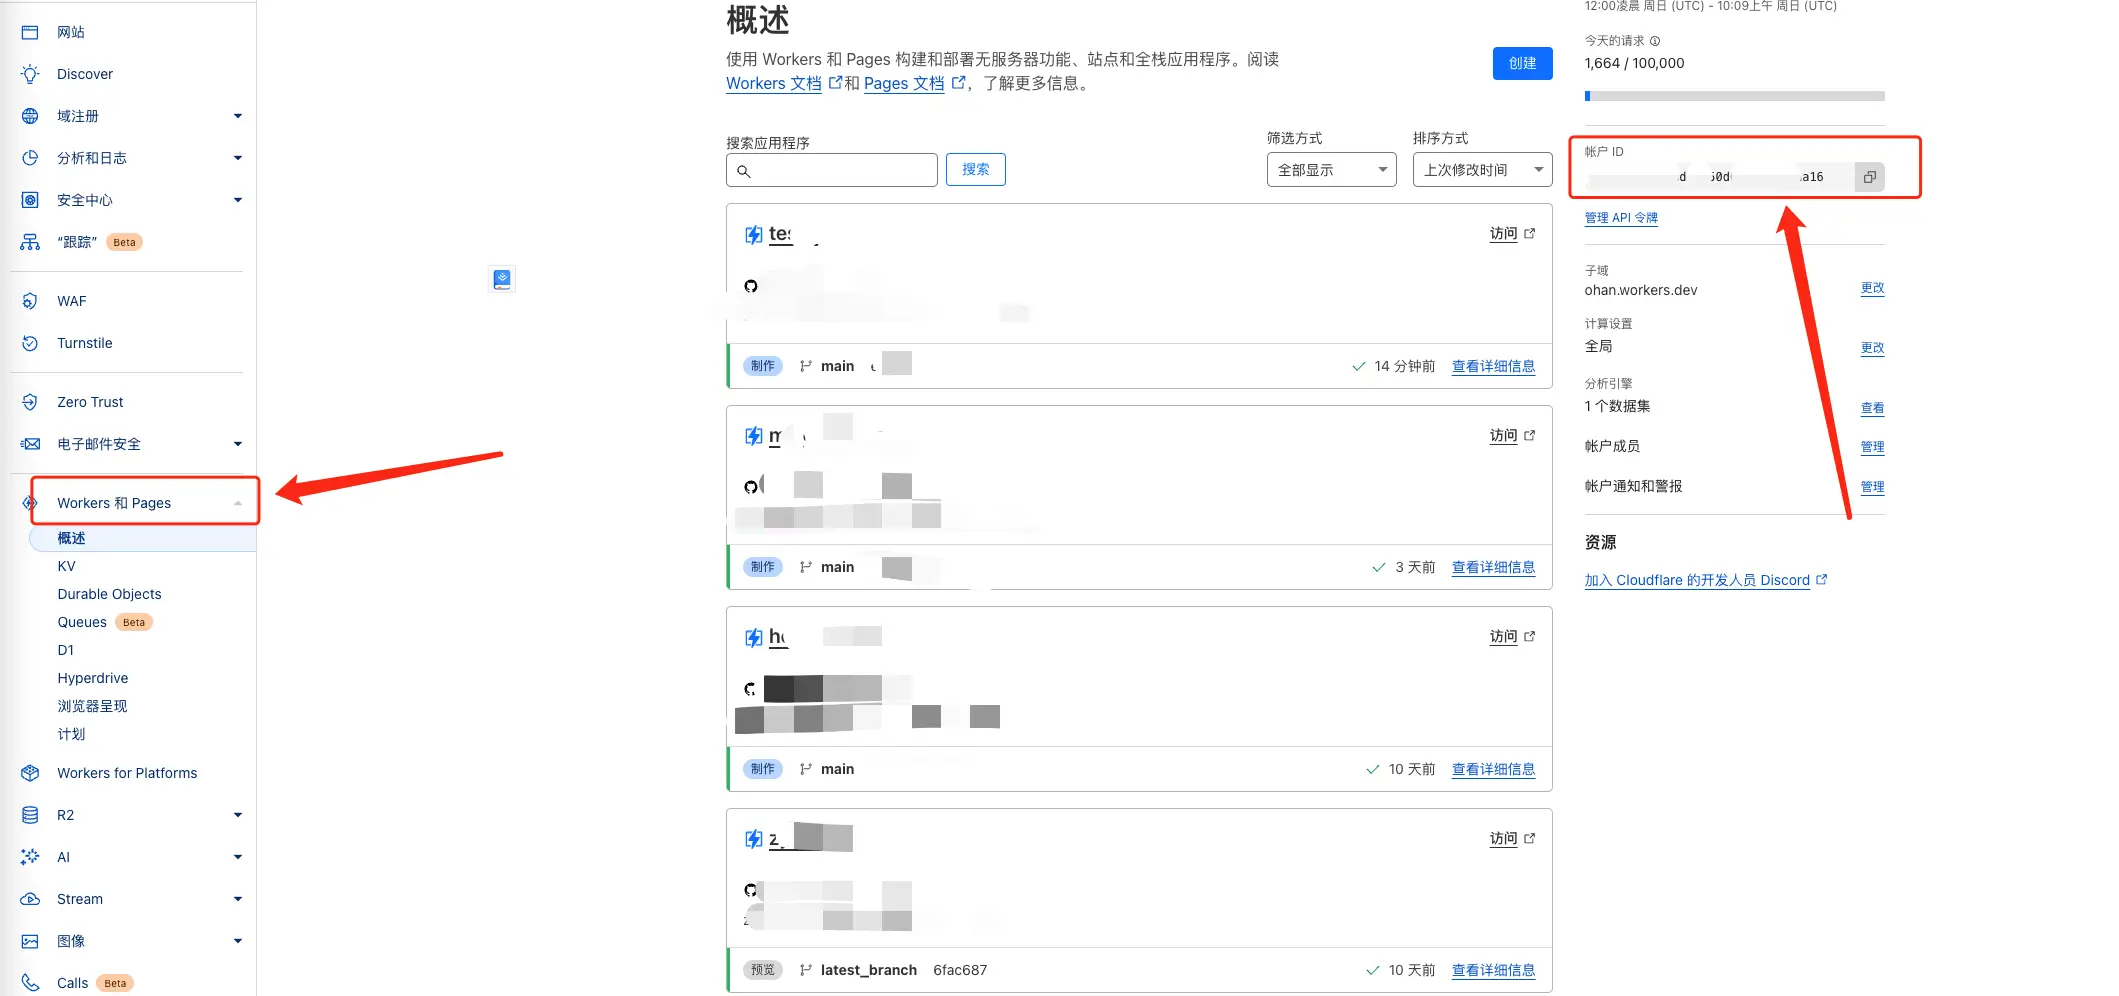 网站
Discover
域注册
分析和日志
安全中心
“跟踪” Beta
WAF
Turnstile
Zero Trust
电子邮件安全
Workers 和 Pages
概述
KV
Durable Objects
Queues Beta
D1
Hyperdrive
浏览器呈现
计划
Workers for Platforms
R2
AI
Stream
图像
Calls Beta
概述
使用 Workers 和 Pages 构建和部署无服务器功能、站点和全栈应用程序。阅读
Workers 文档 和 Pages 文档 ，了解更多信息。
创建
搜索应用程序
搜索
筛选方式
全部显示
排序方式
上次修改时间
访问
制作 main
14 分钟前 查看详细信息
访问
制作 main
3 天前 查看详细信息
访问
制作 main
10 天前 查看详细信息
访问
预览 latest_branch 6fac687
10 天前 查看详细信息
12:00凌晨 周日 (UTC) - 10:09上午 周日 (UTC)
今天的请求
1,664 / 100,000
帐户 ID
管理 API 令牌
子域
ohan.workers.dev 更改
计算设置
全局 更改
分析引擎
1 个数据集 查看
帐户成员 管理
帐户通知和警报 管理
资源
加入 Cloudflare 的开发人员 Discord